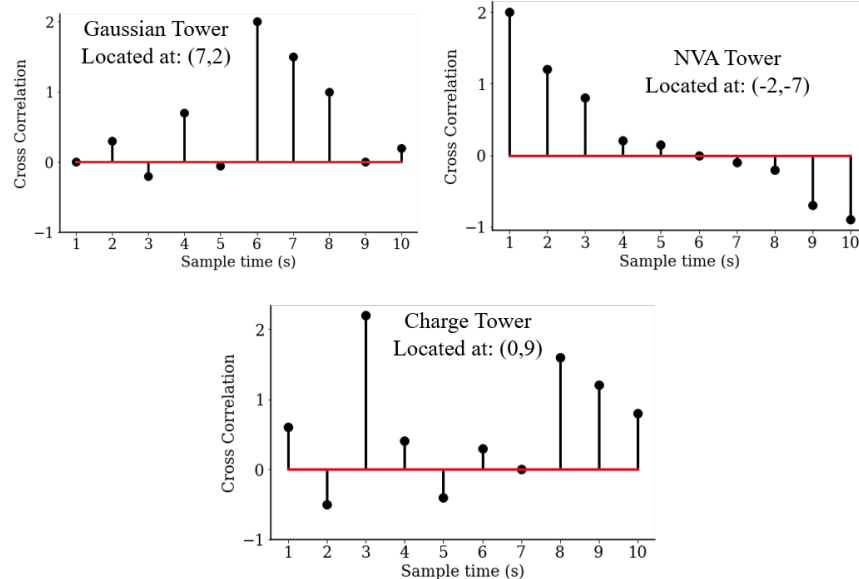 Gaussian Tower
Located at: (7,2)
Cross Correlation
2
1
0
−1
1 2 3 4 5 6 7 8 9 10
Sample time (s)
NVA Tower
Located at: (-2,-7)
Cross Correlation
2
1
0
−1
1 2 3 4 5 6 7 8 9 10
Sample time (s)
Charge Tower
Located at: (0,9)
Cross Correlation
2
1
0
−1
1 2 3 4 5 6 7 8 9 10
Sample time (s)